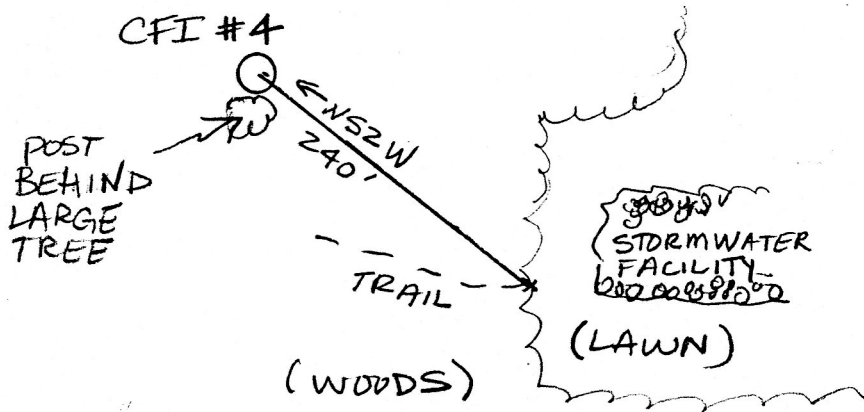 CFI #4
← N52W
240'
POST
BEHIND
LARGE
TREE
STORMWATER
FACILITY
TRAIL
(LAWN)
(WOODS)